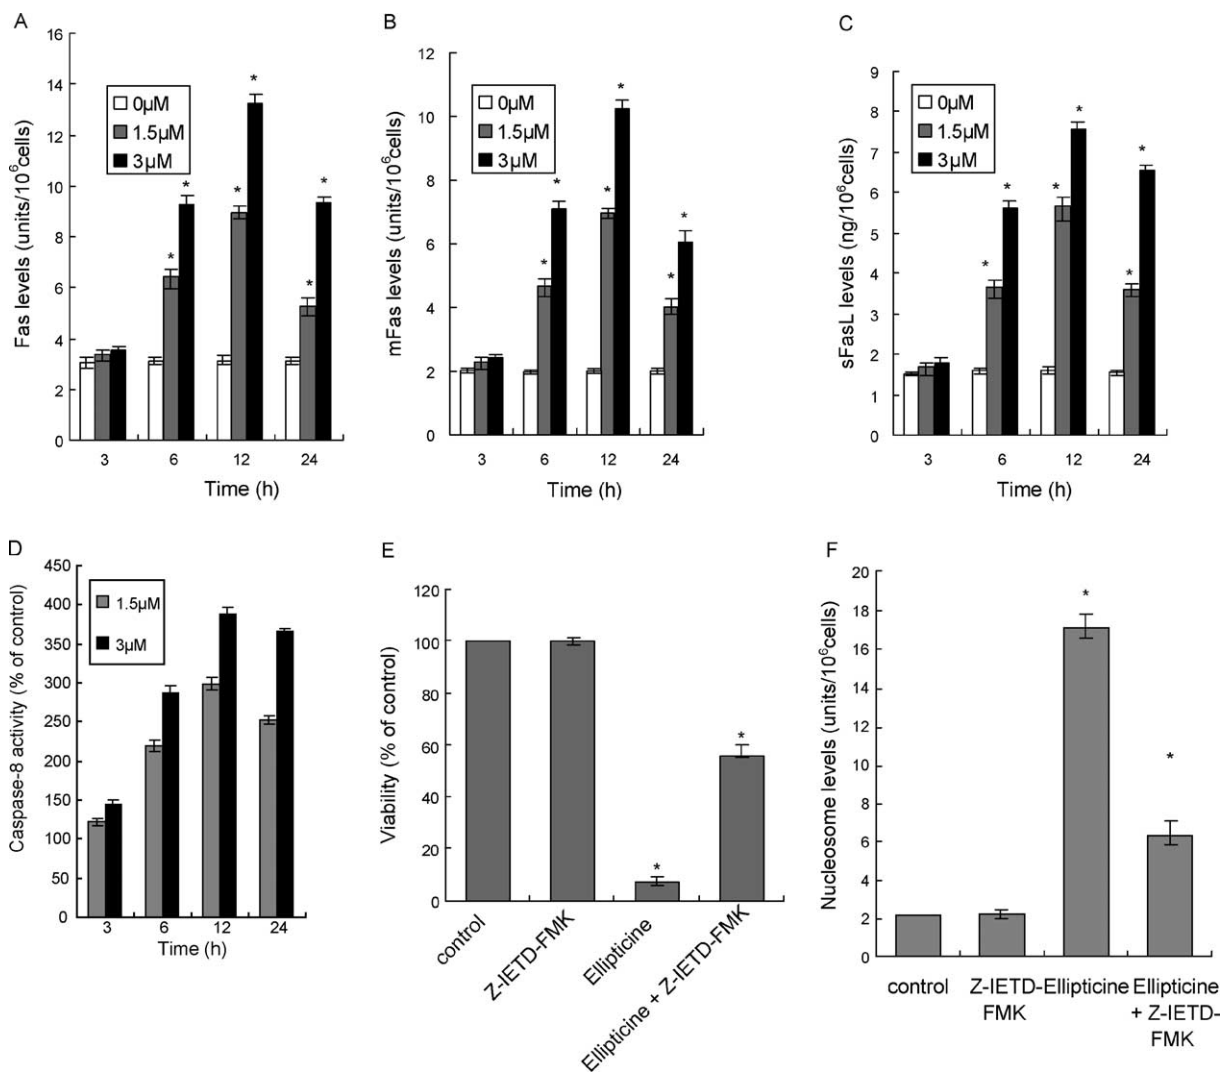 A
Fas levels (units/10⁶cells)
16
14
12
10
8
6
4
2
0
0µM
1.5µM
3µM
*
*
*
*
*
*
3
6
12
24
Time (h)
B
mFas levels (units/10⁶cells)
12
10
8
6
4
2
0
0µM
1.5µM
3µM
*
*
*
*
*
*
3
6
12
24
Time (h)
C
sFasL levels (ng/10⁶cells)
9
8
7
6
5
4
3
2
1
0
0µM
1.5µM
3µM
*
*
*
*
*
*
3
6
12
24
Time (h)
D
Caspase-8 activity (% of control)
450
400
350
300
250
200
150
100
50
0
1.5µM
3µM
3
6
12
24
Time (h)
E
Viability (% of control)
120
100
80
60
40
20
0
*
*
control
Z-IETD-FMK
Ellipticine
Ellipticine + Z-IETD-FMK
F
Nucleosome levels (units/10⁶cells)
20
18
16
14
12
10
8
6
4
2
0
*
*
control
Z-IETD-
FMK
Ellipticine
Ellipticine
+ Z-IETD-
FMK